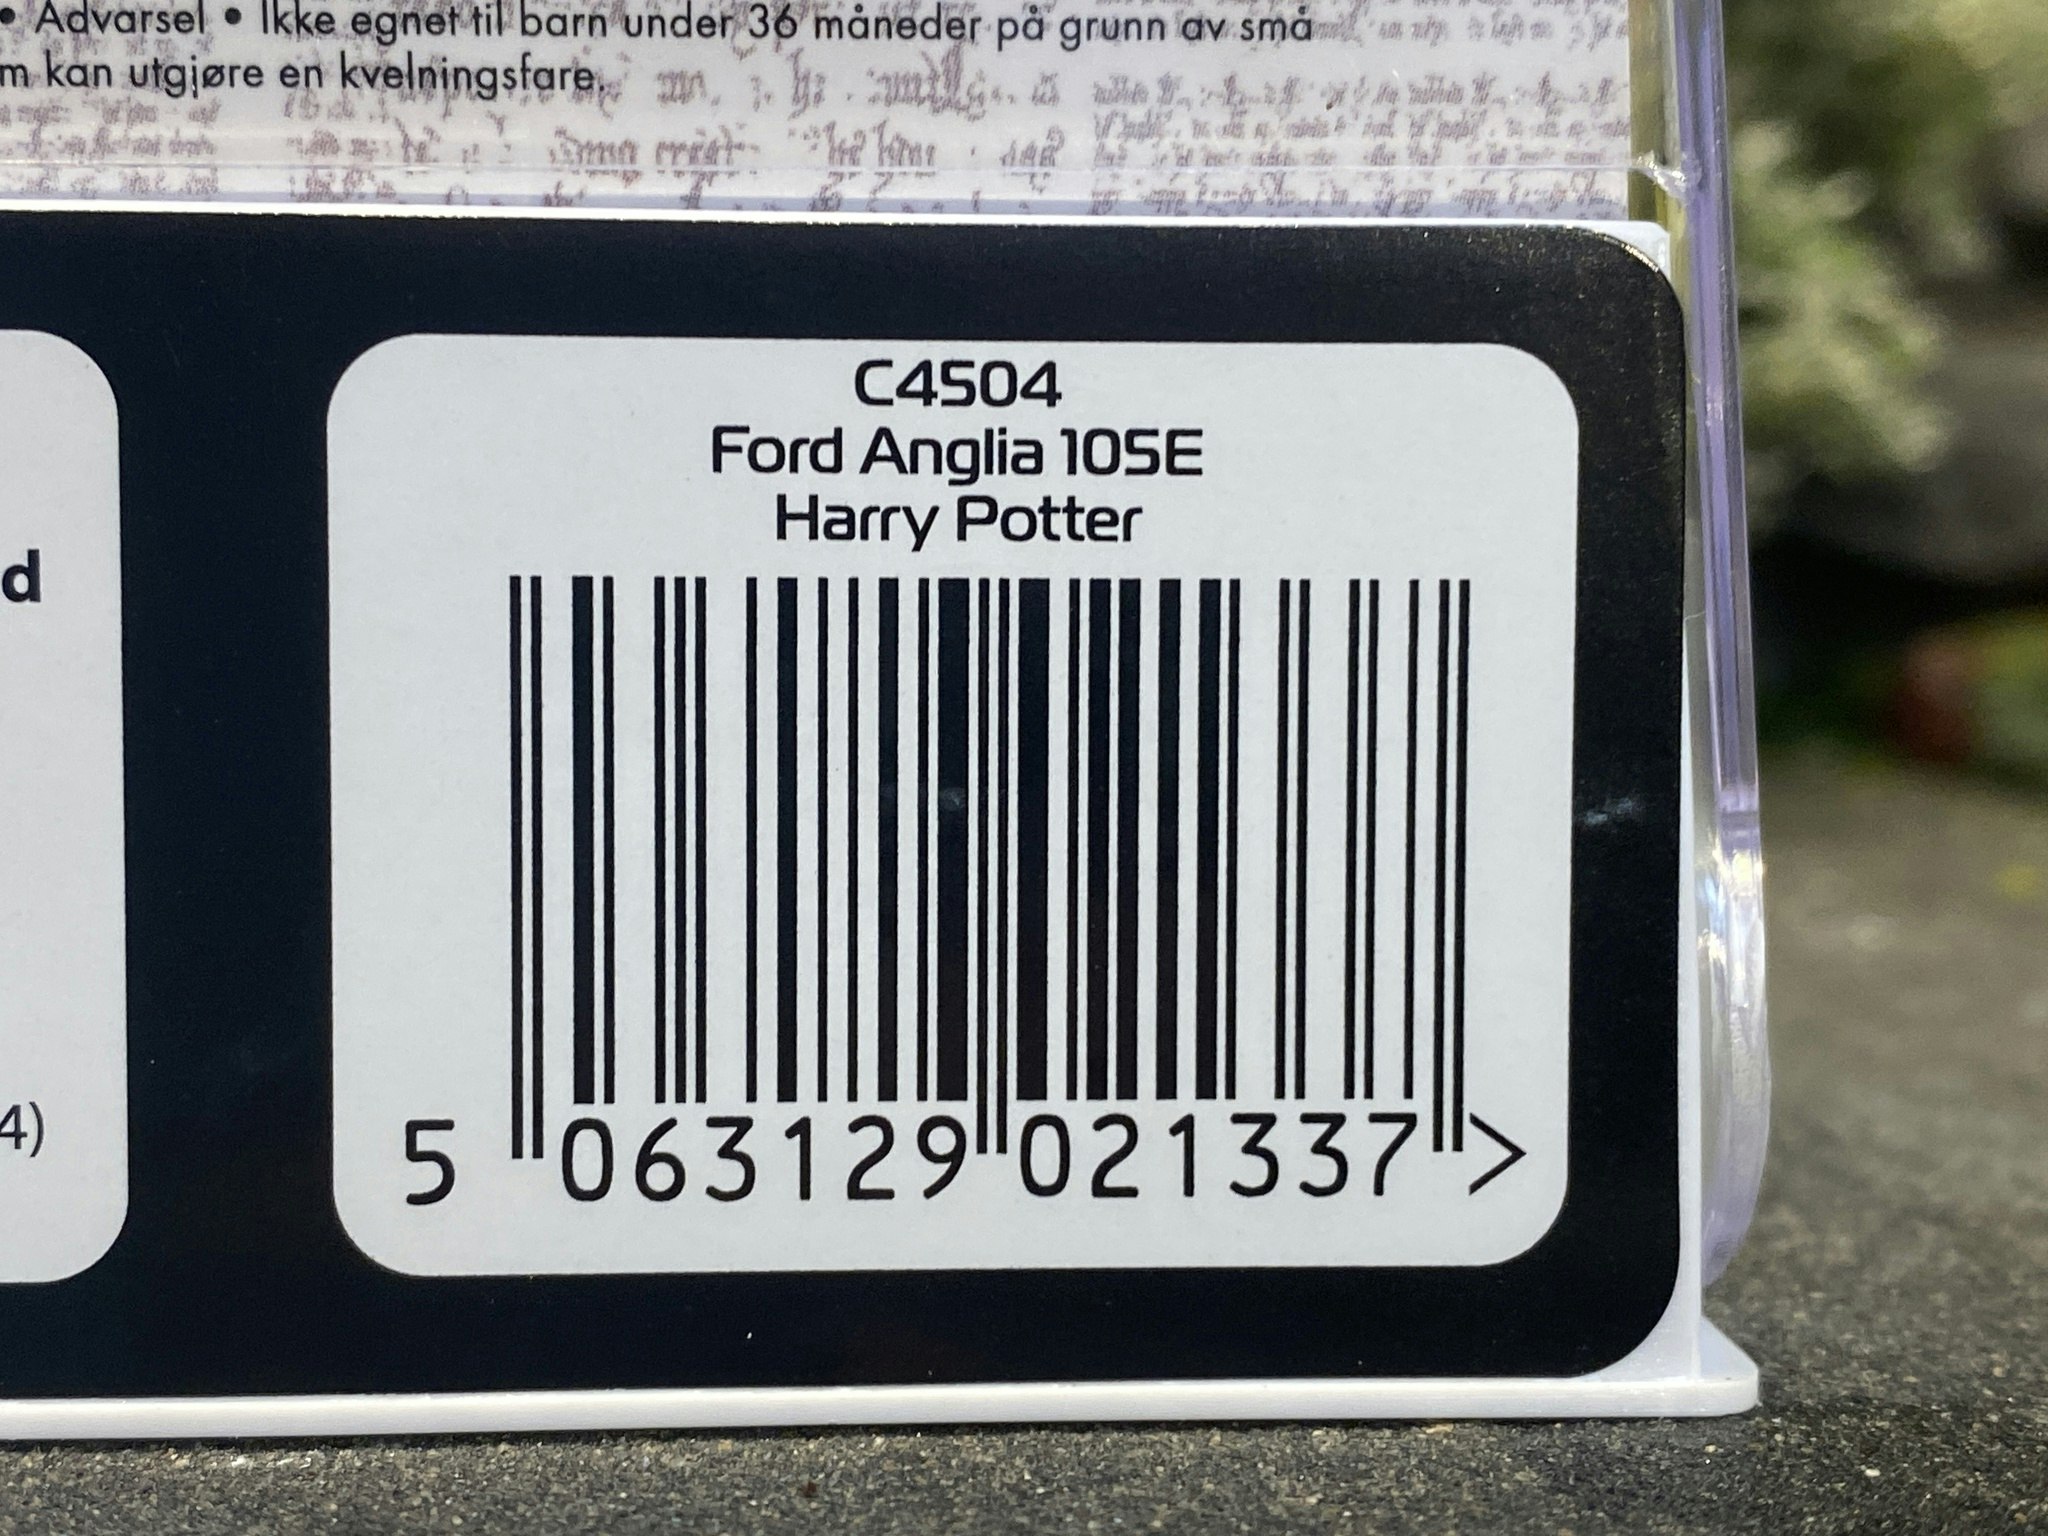 • Advarsel • Ikke egnet til barn under 36 måneder på grunn av små
m kan utgjøre en kvelningsfare.
d
4)
C4504
Ford Anglia 105E
Harry Potter
5 063129 021337 >